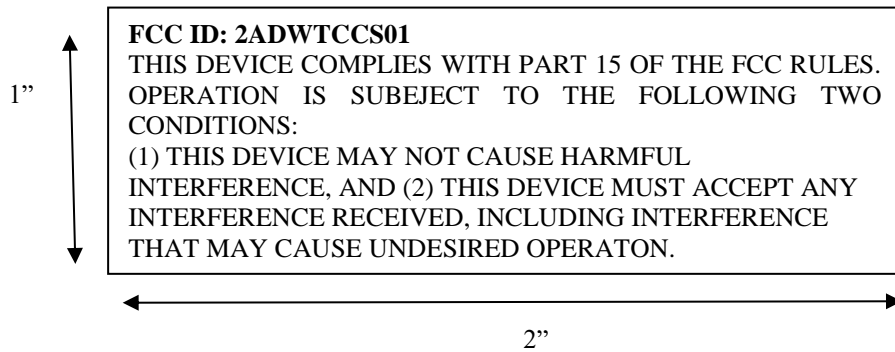 FCC ID: 2ADWTCCS01
THIS DEVICE COMPLIES WITH PART 15 OF THE FCC RULES.
1”
OPERATION IS SUBEJECT TO THE FOLLOWING TWO
CONDITIONS:
(1) THIS DEVICE MAY NOT CAUSE HARMFUL
INTERFERENCE, AND (2) THIS DEVICE MUST ACCEPT ANY
INTERFERENCE RECEIVED, INCLUDING INTERFERENCE
THAT MAY CAUSE UNDESIRED OPERATON.
2”